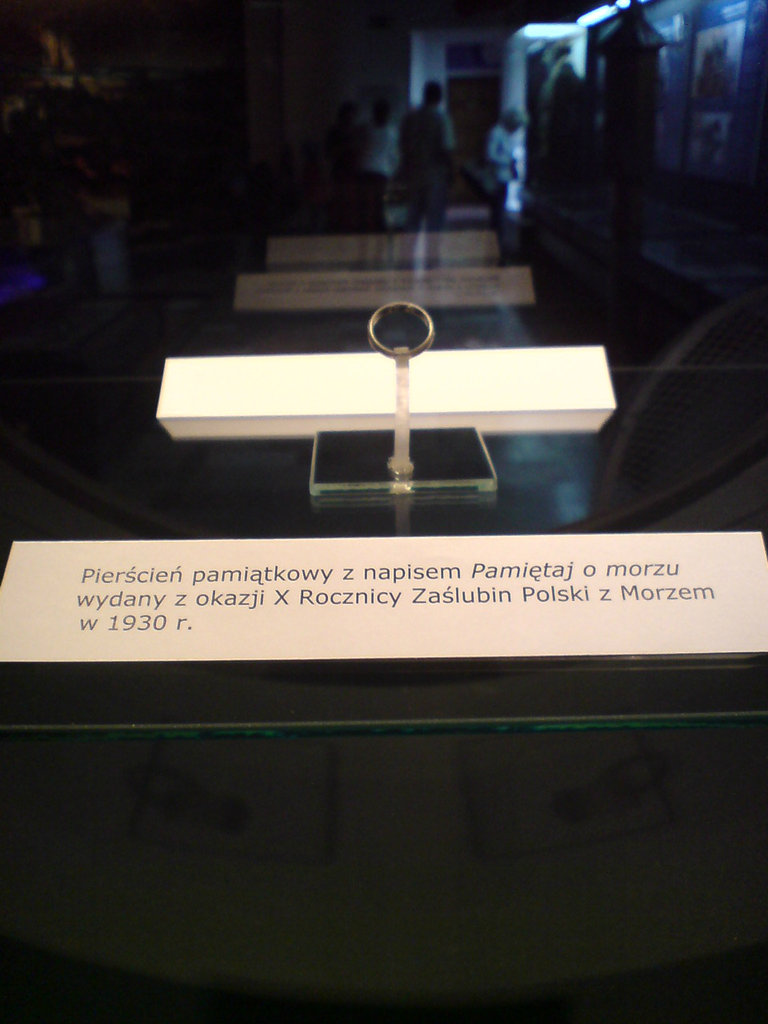 Pierścień pamiątkowy z napisem Pamiętaj o morzu
wydany z okazji X Rocznicy Zaślubin Polski z Morzem
w 1930 r.